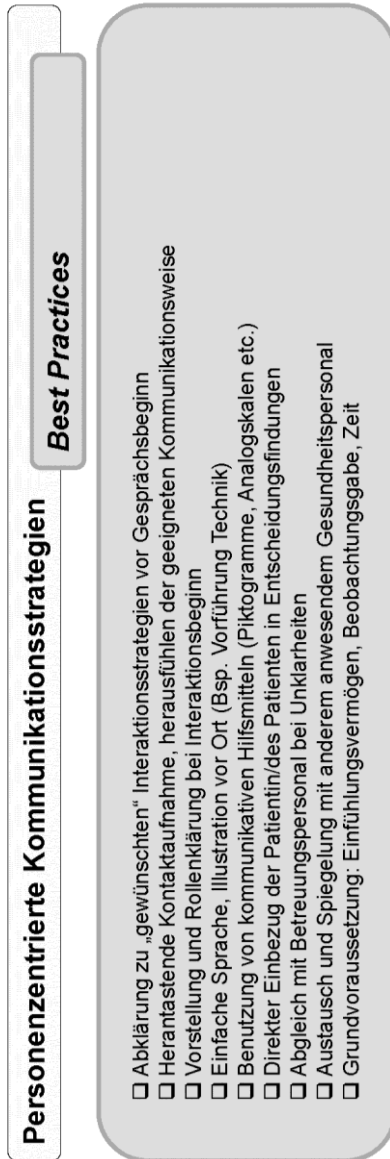 Personenzentrierte Kommunikationsstrategien
Best Practices
❑ Abklärung zu „gewünschten“ Interaktionsstrategien vor Gesprächsbeginn
❑ Herantastende Kontaktaufnahme, herausfühlen der geeigneten Kommunikationsweise
❑ Vorstellung und Rollenklärung bei Interaktionsbeginn
❑ Einfache Sprache, Illustration vor Ort (Bsp. Vorführung Technik)
❑ Benutzung von kommunikativen Hilfsmitteln (Piktogramme, Analogskalen etc.)
❑ Direkter Einbezug der Patientin/des Patienten in Entscheidungsfindungen
❑ Abgleich mit Betreuungspersonal bei Unklarheiten
❑ Austausch und Spiegelung mit anderem anwesendem Gesundheitspersonal
❑ Grundvoraussetzung: Einfühlungsvermögen, Beobachtungsgabe, Zeit